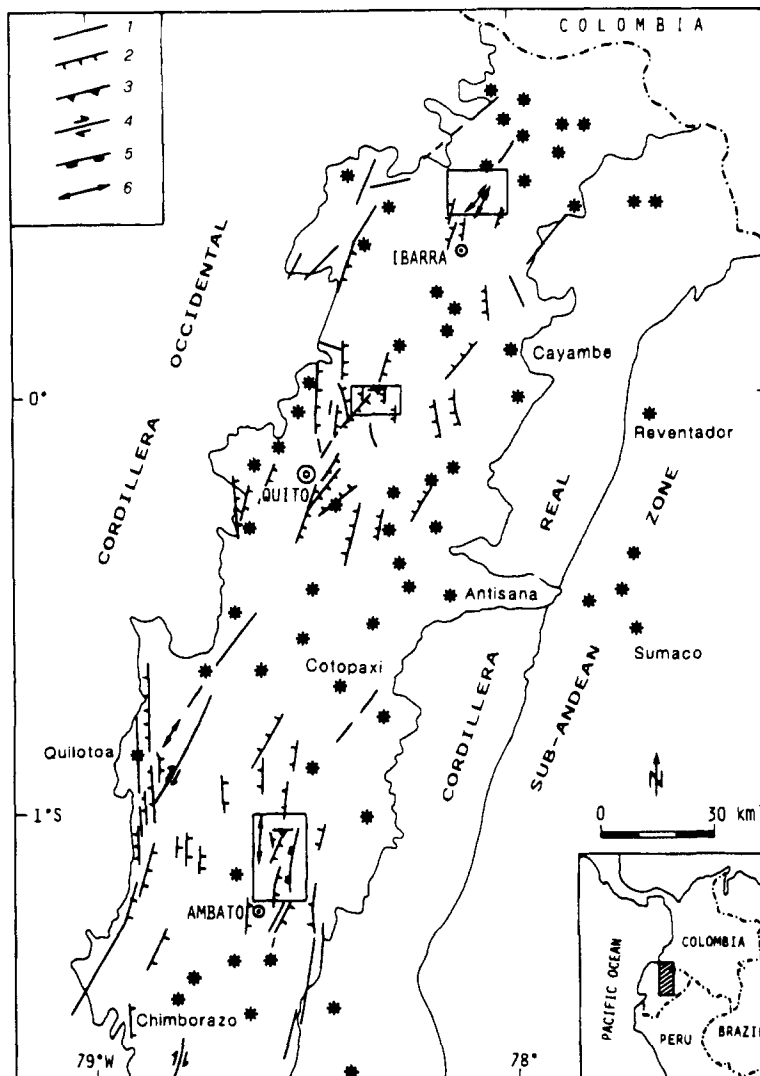 1
2
3
4
5
6
COLOMBIA
CORDILLERA OCCIDENTAL
IBARRA
Cayambe
0°
Reventador
QUITO
REAL
ZONE
Antisana
Cotopaxi
Sumaco
CORDILLERA
SUB-ANDEAN
Quilotoa
N
1°S
0 30 km
AMBATO
COLOMBIA
PACIFIC OCEAN
Chimborazo
PERU
BRAZIL
79°W
78°